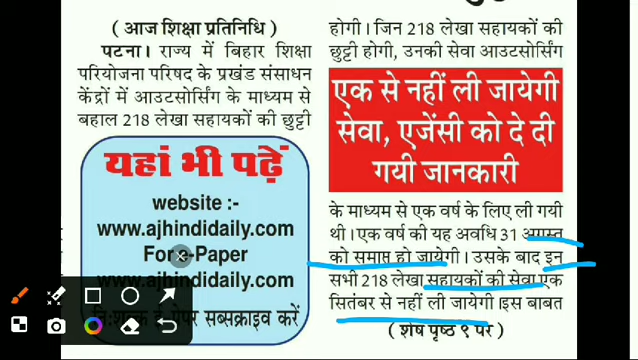 ( आज शिक्षा प्रतिनिधि )
पटना। राज्य में बिहार शिक्षा
परियोजना परिषद के प्रखंड संसाधन
केंद्रों में आउटसोर्सिंग के माध्यम से
बहाल 218 लेखा सहायकों की छुट्टी
यहां भी पढ़ें
website :-
www.ajhindidaily.com
For e-Paper
www.ajhindidaily.com
पेपर सब्सक्राइव करें
होगी। जिन 218 लेखा सहायकों की
छुट्टी होगी, उनकी सेवा आउटसोर्सिंग
एक से नहीं ली जायेगी
सेवा, एजेंसी को दे दी
गयी जानकारी
के माध्यम से एक वर्ष के लिए ली गयी
थी। एक वर्ष की यह अवधि 31 अगस्त
को समाप्त हो जायेगी। उसके बाद इन
सभी 218 लेखा सहायकों की सेवा एक
सितंबर से नहीं ली जायेगी। इस बाबत
( शेष पृष्ठ १ पर )